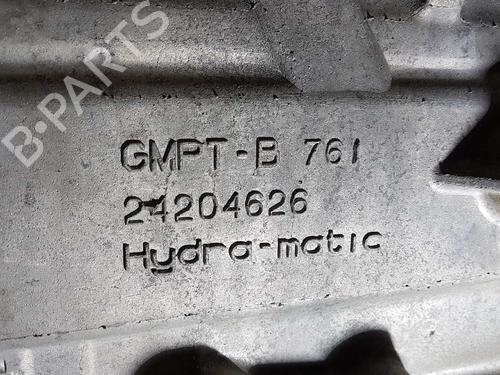 B-PARTS
GMPT-B 761
24204626
Hydra-matic